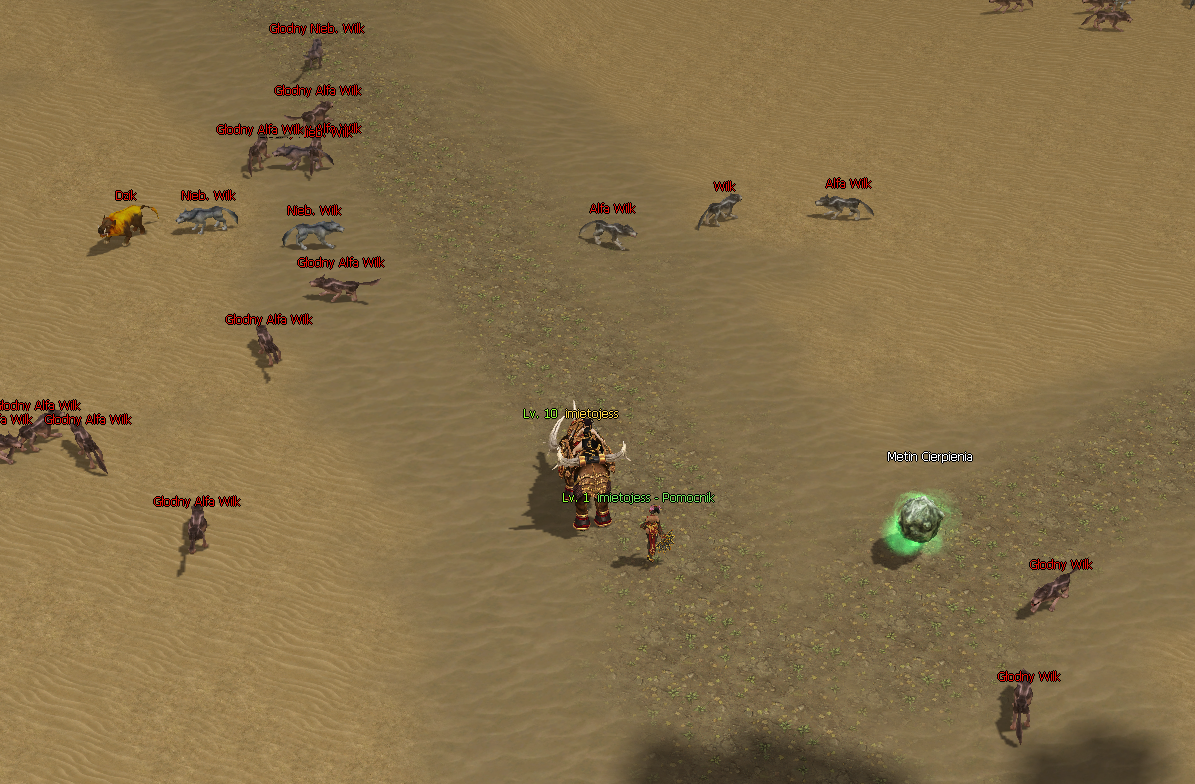 Glodny Nieb. Wilk
Glodny Alfa Wilk
Glodny Alfa Wilk
Wilk
Alfa Wilk
Dzik
Nieb. Wilk
Alfa Wilk
Nieb. Wilk
Glodny Alfa Wilk
Glodny Alfa Wilk
Glodny Alfa Wilk
Wilk
Glodny Alfa Wilk
Lv. 10 imietojess
Metin Cierpienia
Lv. 1 imietojess - Pomocnik
Glodny Alfa Wilk
Glodny Wilk
Glodny Wilk